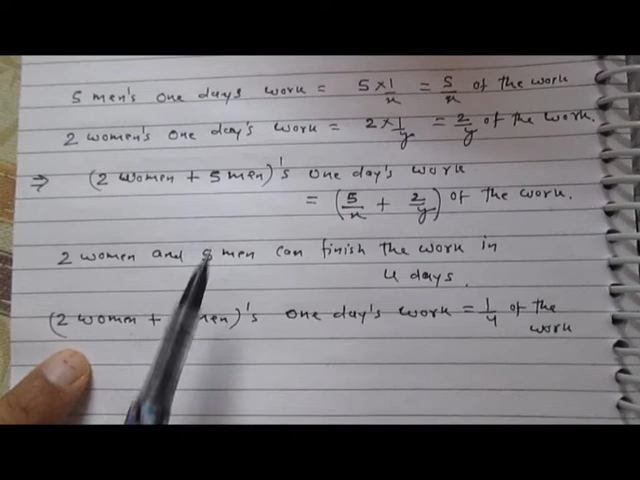 5 men's one days work = 5 × 1/x = 5/x of the work
2 women's one day's work = 2 × 1/y = 2/y of the work.
⇒ (2 women + 5 men)'s one day's work
= (5/x + 2/y) of the work.
2 women and men can finish the work in
4 days.
(2 women + men)'s one day's work = 1/4 of the
work